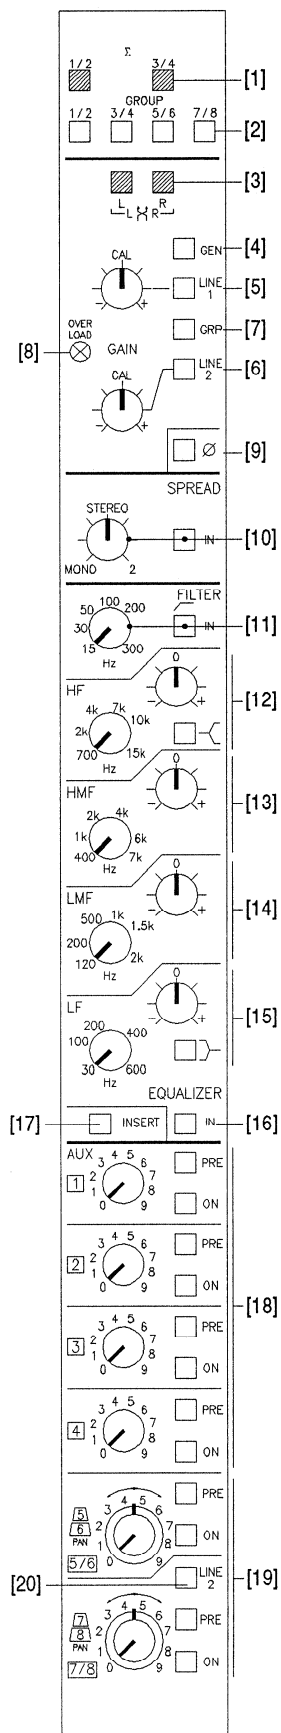 Σ
1/2 3/4 [1]
GROUP
1/2 3/4 5/6 7/8 [2]
[3]
L R
L R
GEN [4]
CAL
LINE 1 [5]
- +
OVER LOAD
GRP [7]
[8] GAIN
CAL
LINE 2 [6]
- +
Ø [9]
SPREAD
STEREO
IN [10]
MONO 2
FILTER
15 30 50 100 200 300
Hz
IN [11]
0
- +
[12]
HF
700 2k 4k 7k 10k 15k
Hz
0
- +
[13]
HMF
400 1k 2k 4k 6k 7k
Hz
0
- +
[14]
LMF
120 200 500 1k 1.5k 2k
Hz
0
- +
[15]
LF
30 100 200 400 600
Hz
EQUALIZER
[17] INSERT IN [16]
AUX
1
0 1 2 3 4 5 6 7 8 9
PRE
ON
2
0 1 2 3 4 5 6 7 8 9
PRE
ON
[18]
3
0 1 2 3 4 5 6 7 8 9
PRE
ON
4
0 1 2 3 4 5 6 7 8 9
PRE
ON
5
6
PAN
5/6
0 1 2 3 4 5 6 7 8 9
PRE
ON
[19]
[20] LINE 2
7
8
PAN
7/8
0 1 2 3 4 5 6 7 8 9
PRE
ON